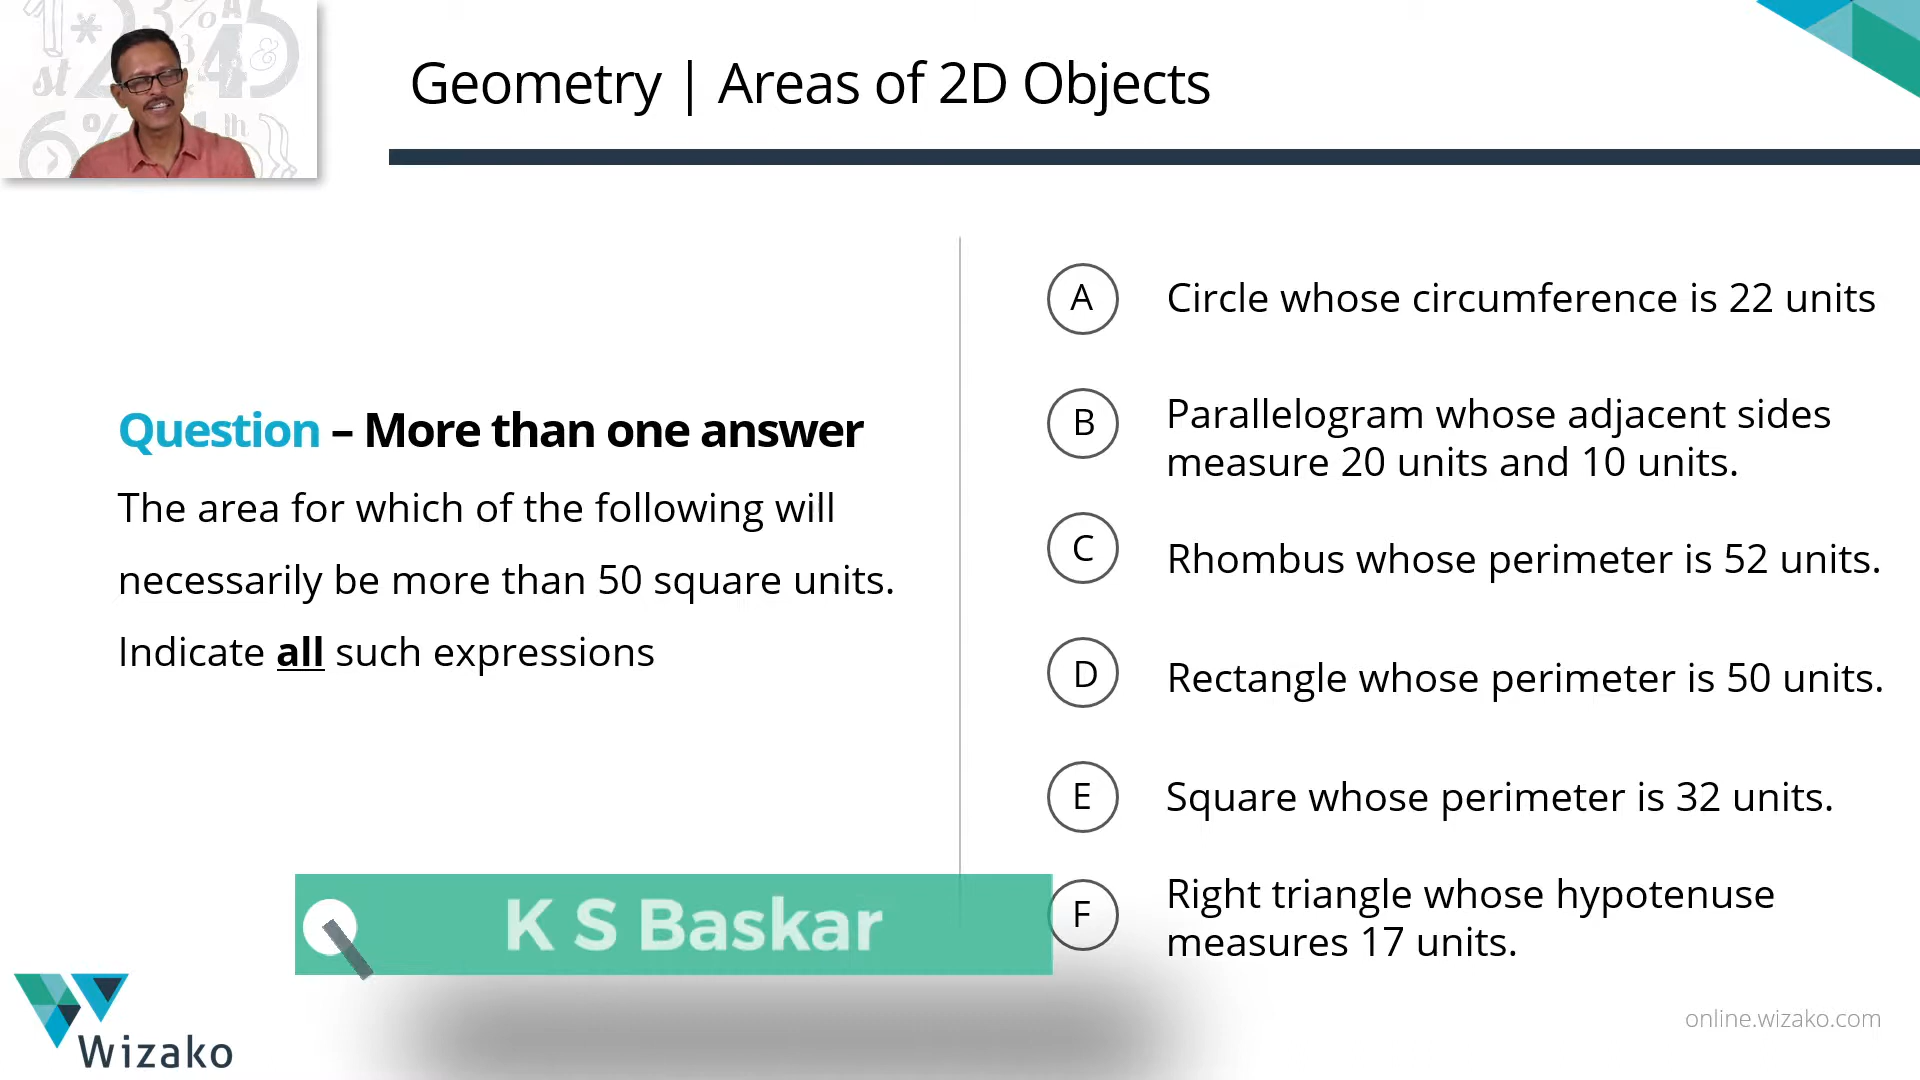 Geometry | Areas of 2D Objects
Question – More than one answer
The area for which of the following will
necessarily be more than 50 square units.
Indicate all such expressions
A Circle whose circumference is 22 units
B Parallelogram whose adjacent sides
measure 20 units and 10 units.
C Rhombus whose perimeter is 52 units.
D Rectangle whose perimeter is 50 units.
E Square whose perimeter is 32 units.
F Right triangle whose hypotenuse
measures 17 units.
K S Baskar
Wizako
online.wizako.com